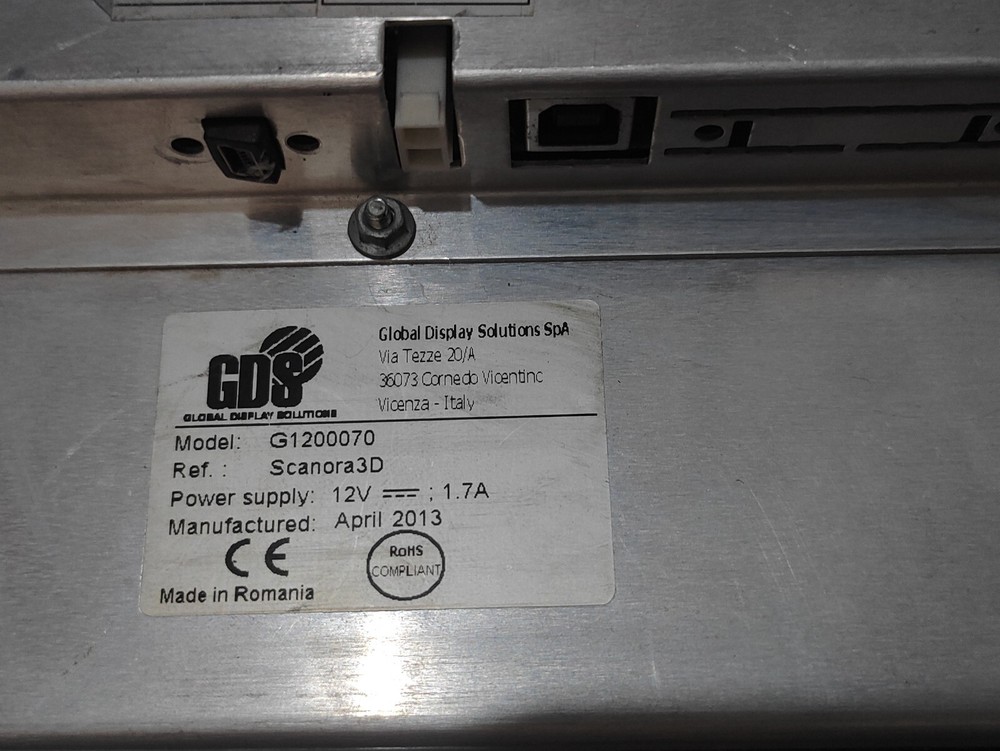 GDS
GLOBAL DISPLAY SOLUTIONS
Global Display Solutions SpA
Via Tezze 20/A
36073 Cornedo Vicentino
Vicenza - Italy
Model: G1200070
Ref. : Scanora3D
Power supply: 12V ⎓ ; 1.7A
Manufactured: April 2013
CE
RoHS
COMPLIANT
Made in Romania